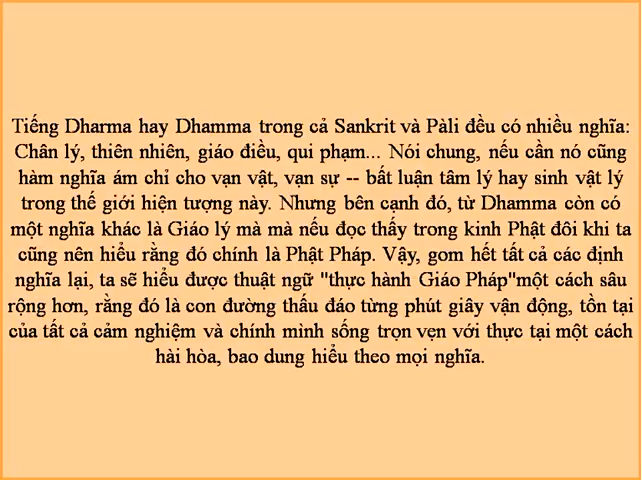 Tiếng Dharma hay Dhamma trong cả Sankrit và Pàli đều có nhiều nghĩa:
Chân lý, thiên nhiên, giáo điều, qui phạm... Nói chung, nếu cần nó cũng
hàm nghĩa ám chỉ cho vạn vật, vạn sự -- bất luận tâm lý hay sinh vật lý
trong thế giới hiện tượng này. Nhưng bên cạnh đó, từ Dhamma còn có
một nghĩa khác là Giáo lý mà mà nếu đọc thấy trong kinh Phật đôi khi ta
cũng nên hiểu rằng đó chính là Phật Pháp. Vậy, gom hết tất cả các định
nghĩa lại, ta sẽ hiểu được thuật ngữ "thực hành Giáo Pháp"một cách sâu
rộng hơn, rằng đó là con đường thấu đáo từng phút giây vận động, tồn tại
của tất cả cảm nghiệm và chính mình sống trọn vẹn với thực tại một cách
hài hòa, bao dung hiểu theo mọi nghĩa.